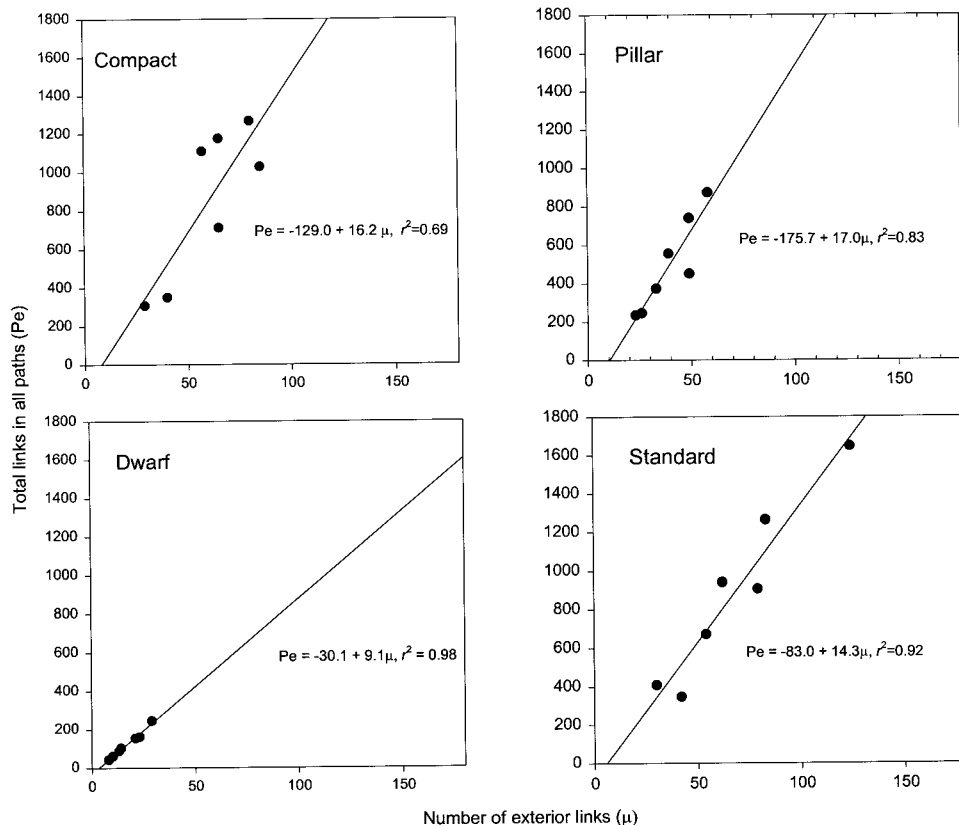 Total links in all paths (Pe)
1800
1600
1400
1200
1000
800
600
400
200
0
Compact
Pe = -129.0 + 16.2 μ, r²=0.69
0 50 100 150
1800
1600
1400
1200
1000
800
600
400
200
0
Pillar
Pe = -175.7 + 17.0μ, r²=0.83
0 50 100 150
1800
1600
1400
1200
1000
800
600
400
200
0
Dwarf
Pe = -30.1 + 9.1μ, r² = 0.98
0 50 100 150
1800
1600
1400
1200
1000
800
600
400
200
0
Standard
Pe = -83.0 + 14.3μ, r²=0.92
0 50 100 150
Number of exterior links (μ)